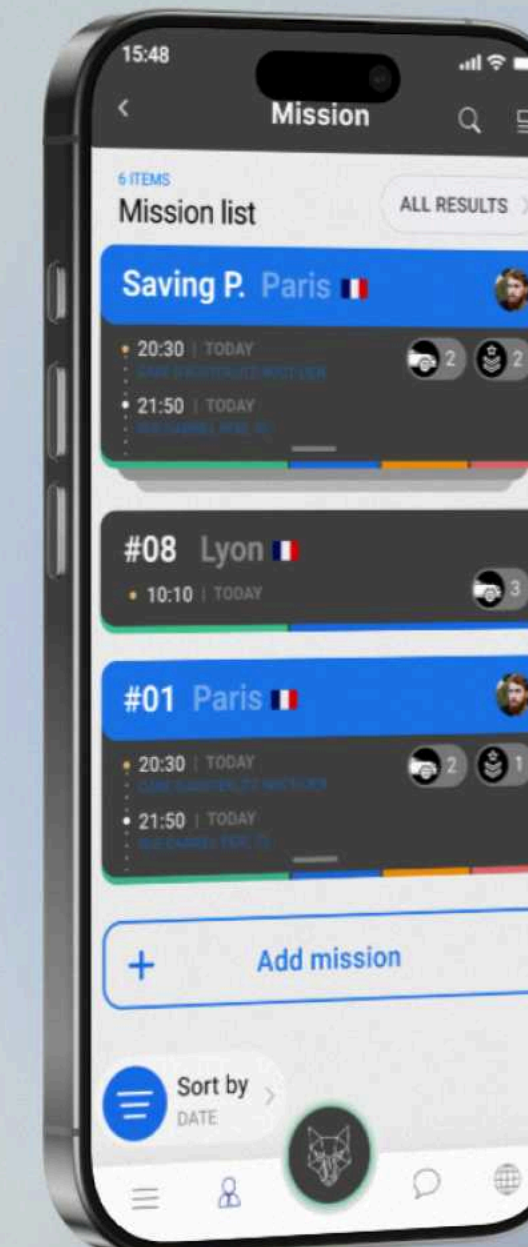 15:48
Mission
6 ITEMS
Mission list
ALL RESULTS
Saving P. Paris
20:30 | TODAY
2
2
21:50 | TODAY
#08 Lyon
10:10 | TODAY
3
#01 Paris
20:30 | TODAY
2
1
21:50 | TODAY
+ Add mission
Sort by
DATE